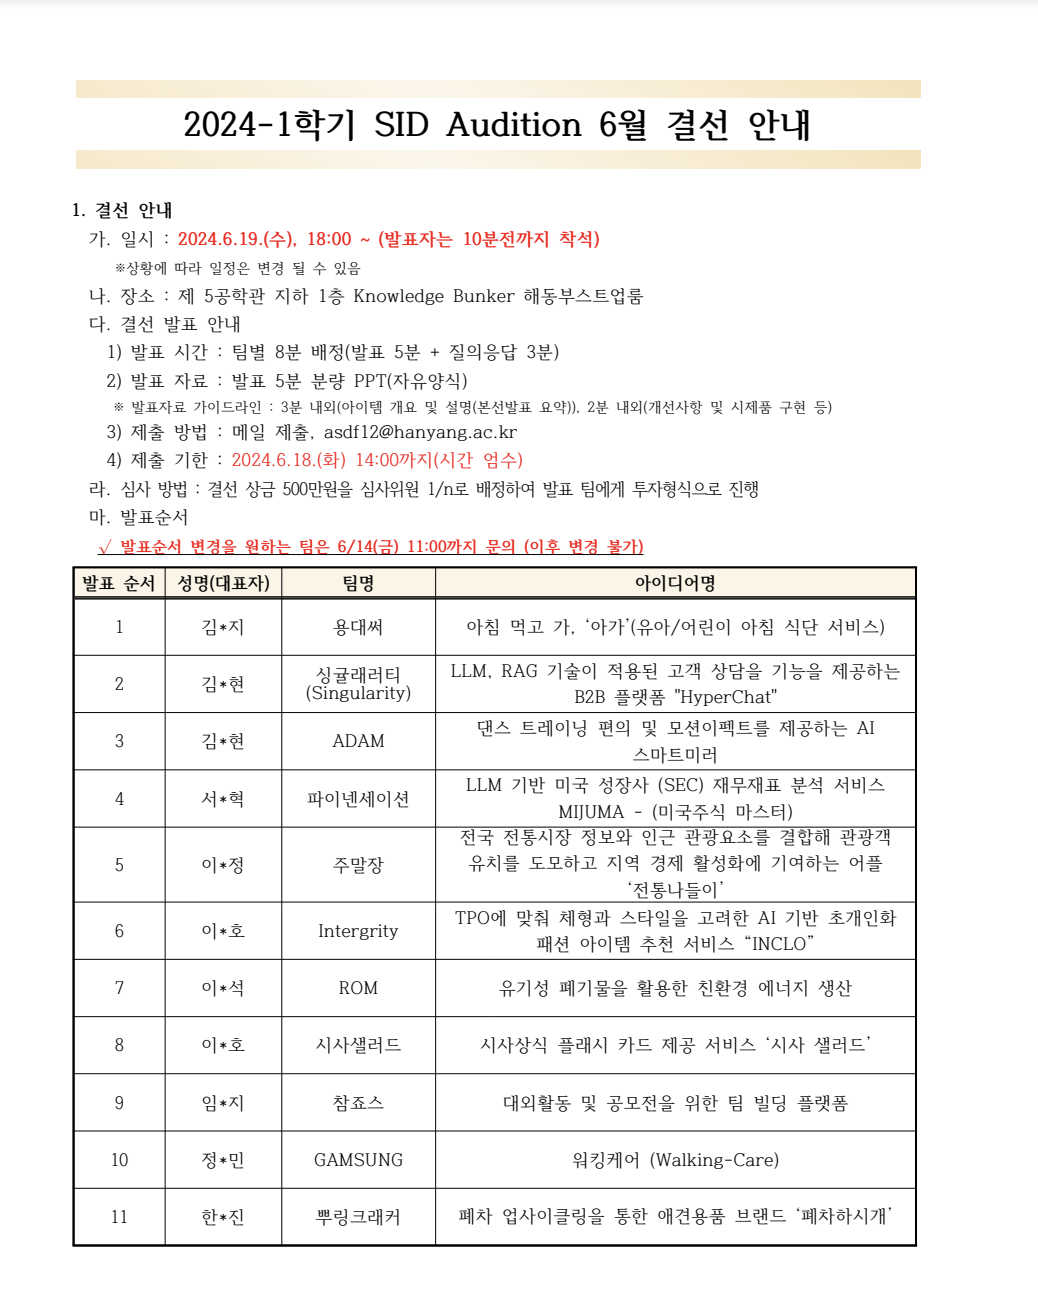 2024-1학기 SID Audition 6월 결선 안내
1. 결선 안내
가. 일시 : 2024.6.19.(수), 18:00 ~ (발표자는 10분전까지 착석)
※상황에 따라 일정은 변경 될 수 있음
나. 장소 : 제 5공학관 지하 1층 Knowledge Bunker 해동부스트업룸
다. 결선 발표 안내
1) 발표 시간 : 팀별 8분 배정(발표 5분 + 질의응답 3분)
2) 발표 자료 : 발표 5분 분량 PPT(자유양식)
※ 발표자료 가이드라인 : 3분 내외(아이템 개요 및 설명(본선발표 요약)), 2분 내외(개선사항 및 시제품 구현 등)
3) 제출 방법 : 메일 제출, asdf12@hanyang.ac.kr
4) 제출 기한 : 2024.6.18.(화) 14:00까지(시간 엄수)
라. 심사 방법 : 결선 상금 500만원을 심사위원 1/n로 배정하여 발표 팀에게 투자형식으로 진행
마. 발표순서
√ 발표순서 변경을 원하는 팀은 6/14(금) 11:00까지 문의 (이후 변경 불가)
발표 순서 성명(대표자) 팀명 아이디어명
1 김*지 용대써 아침 먹고 가, ‘아가’(유아/어린이 아침 식단 서비스)
2 김*현 싱귤래러티 (Singularity) LLM, RAG 기술이 적용된 고객 상담을 기능을 제공하는
B2B 플랫폼 "HyperChat"
3 김*현 ADAM 댄스 트레이닝 편의 및 모션이펙트를 제공하는 AI
스마트미러
4 서*혁 파이넨세이션 LLM 기반 미국 성장사 (SEC) 재무재표 분석 서비스
MIJUMA - (미국주식 마스터)
5 이*정 주말장 전국 전통시장 정보와 인근 관광요소를 결합해 관광객
유치를 도모하고 지역 경제 활성화에 기여하는 어플
‘전통나들이’
6 이*호 Intergrity TPO에 맞춰 체형과 스타일을 고려한 AI 기반 초개인화
패션 아이템 추천 서비스 “INCLO”
7 이*석 ROM 유기성 폐기물을 활용한 친환경 에너지 생산
8 이*호 시사샐러드 시사상식 플래시 카드 제공 서비스 ‘시사 샐러드’
9 임*지 참죠스 대외활동 및 공모전을 위한 팀 빌딩 플랫폼
10 정*민 GAMSUNG 워킹케어 (Walking-Care)
11 한*진 뿌링크래커 폐차 업사이클링을 통한 애견용품 브랜드 ‘폐차하시개’